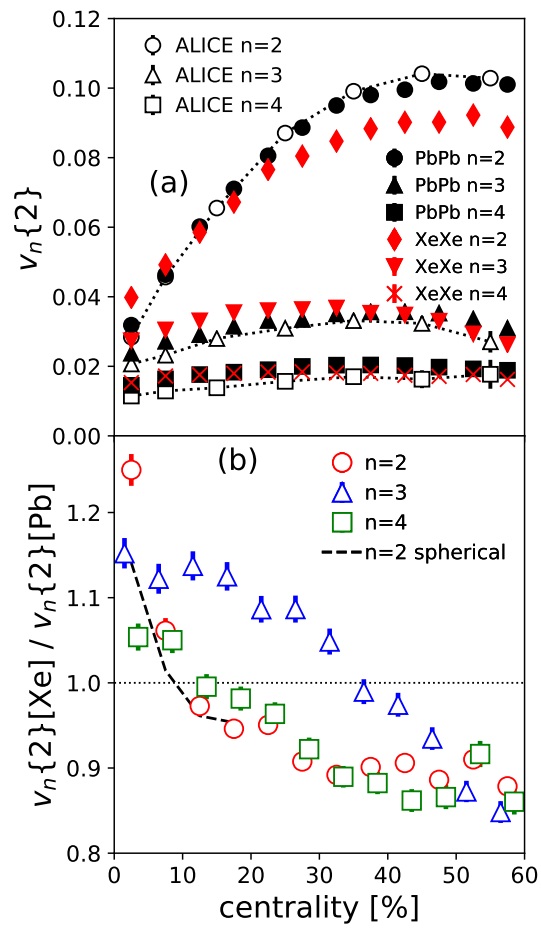 0.12
0.10
0.08
0.06
0.04
0.02
0.00
v_n{2}
ALICE n=2
ALICE n=3
ALICE n=4
(a)
PbPb n=2
PbPb n=3
PbPb n=4
XeXe n=2
XeXe n=3
XeXe n=4
(b)
n=2
n=3
n=4
n=2 spherical
1.2
1.1
1.0
0.9
0.8
v_n{2}[Xe] / v_n{2}[Pb]
0 10 20 30 40 50 60
centrality [%]